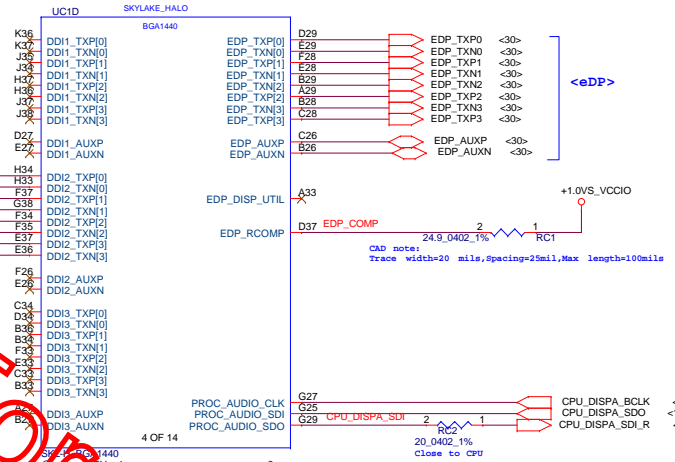 UC1D
SKYLAKE_HALO
BGA1440
K36 DDI1_TXP[0] EDP_TXP[0] D29 EDP_TXP0 <30>
K37 DDI1_TXN[0] EDP_TXN[0] E29 EDP_TXN0 <30>
J35 DDI1_TXP[1] EDP_TXP[1] F28 EDP_TXP1 <30>
J34 DDI1_TXN[1] EDP_TXN[1] E28 EDP_TXN1 <30>
H37 DDI1_TXP[2] EDP_TXN[2] B29 EDP_TXN2 <30>
H36 DDI1_TXN[2] EDP_TXP[2] A29 EDP_TXP2 <30>
J37 DDI1_TXP[3] EDP_TXN[3] B28 EDP_TXN3 <30>
J38 DDI1_TXN[3] EDP_TXP[3] C28 EDP_TXP3 <30>
<eDP>
D27 DDI1_AUXP EDP_AUXP C26 EDP_AUXP <30>
E27 DDI1_AUXN EDP_AUXN B26 EDP_AUXN <30>
H34 DDI2_TXP[0]
H33 DDI2_TXN[0]
F37 DDI2_TXP[1] EDP_DISP_UTIL A33
G38 DDI2_TXN[1]
F34 DDI2_TXP[2]
F35 DDI2_TXN[2]
E37 DDI2_TXP[3]
E36 DDI2_TXN[3]
+1.0VS_VCCIO
EDP_RCOMP D37 EDP_COMP 2 1
24.9_0402_1% RC1
CAD note:
Trace width=20 mils,Spacing=25mil,Max length=100mils
F26 DDI2_AUXP
E26 DDI2_AUXN
C34 DDI3_TXP[0]
D34 DDI3_TXN[0]
B36 DDI3_TXP[1]
B34 DDI3_TXN[1]
F33 DDI3_TXP[2]
E33 DDI3_TXN[2]
C33 DDI3_TXP[3]
B33 DDI3_TXN[3]
DDI3_AUXP
DDI3_AUXN
PROC_AUDIO_CLK G27 CPU_DISPA_BCLK
PROC_AUDIO_SDI G25 CPU_DISPA_SDO
PROC_AUDIO_SDO G29 CPU_DISPA_SDI 2 1 CPU_DISPA_SDI_R
RC2
20_0402_1%
Close to CPU
4 OF 14